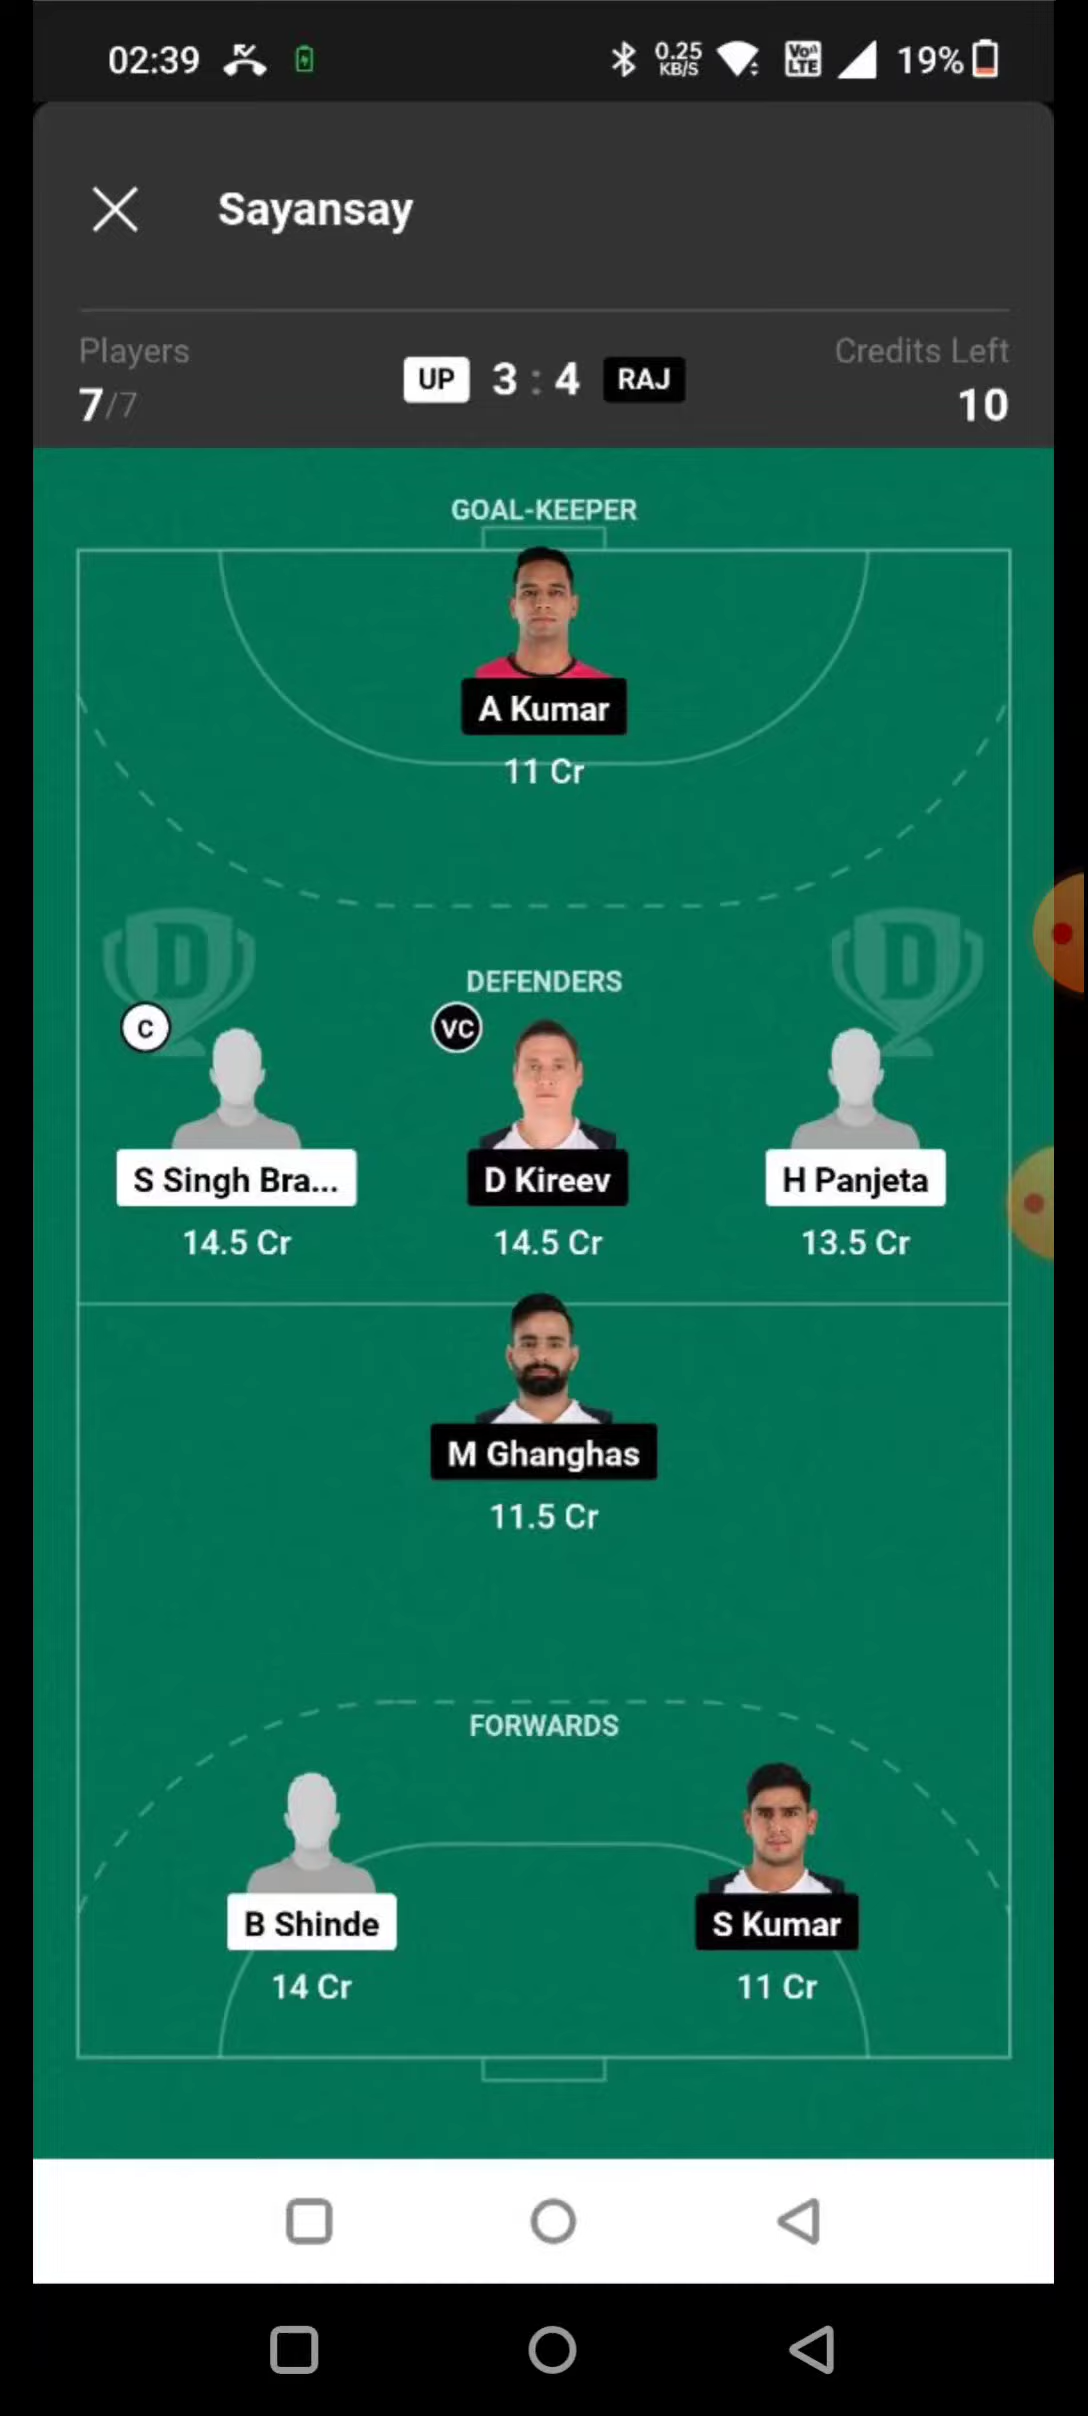 02:39
0.25 KB/S
Vo LTE
19%
Sayansay
Players
7/7
UP 3 : 4 RAJ
Credits Left
10
GOAL-KEEPER
A Kumar
11 Cr
D D
DEFENDERS
C VC
S Singh Bra... D Kireev H Panjeta
14.5 Cr 14.5 Cr 13.5 Cr
M Ghanghas
11.5 Cr
FORWARDS
B Shinde S Kumar
14 Cr 11 Cr